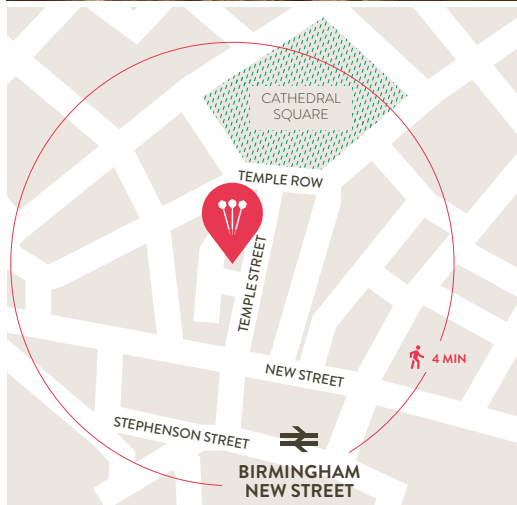 CATHEDRAL
SQUARE
TEMPLE ROW
TEMPLE STREET
NEW STREET
4 MIN
STEPHENSON STREET
BIRMINGHAM
NEW STREET